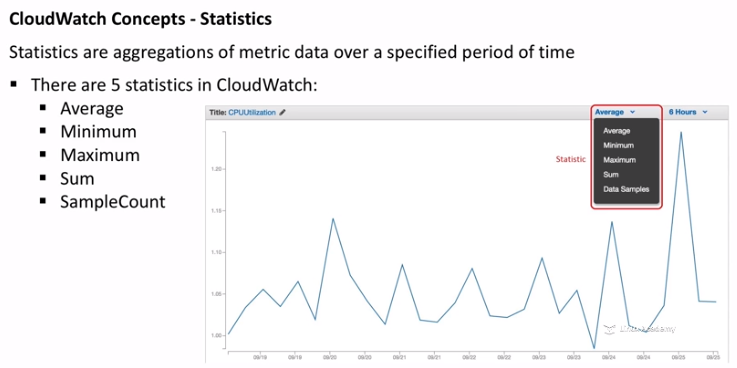 CloudWatch Concepts - Statistics
Statistics are aggregations of metric data over a specified period of time
▪ There are 5 statistics in CloudWatch:
▪ Average
▪ Minimum
▪ Maximum
▪ Sum
▪ SampleCount
Title: CPUUtilization
Average
6 Hours
Average
Minimum
Maximum
Sum
Data Samples
Statistic
1.20
1.15
1.10
1.05
1.00
Linux Academy
09/19 09/19 09/20 09/20 09/21 09/21 09/22 09/22 09/23 09/23 09/24 09/24 09/25 09/25